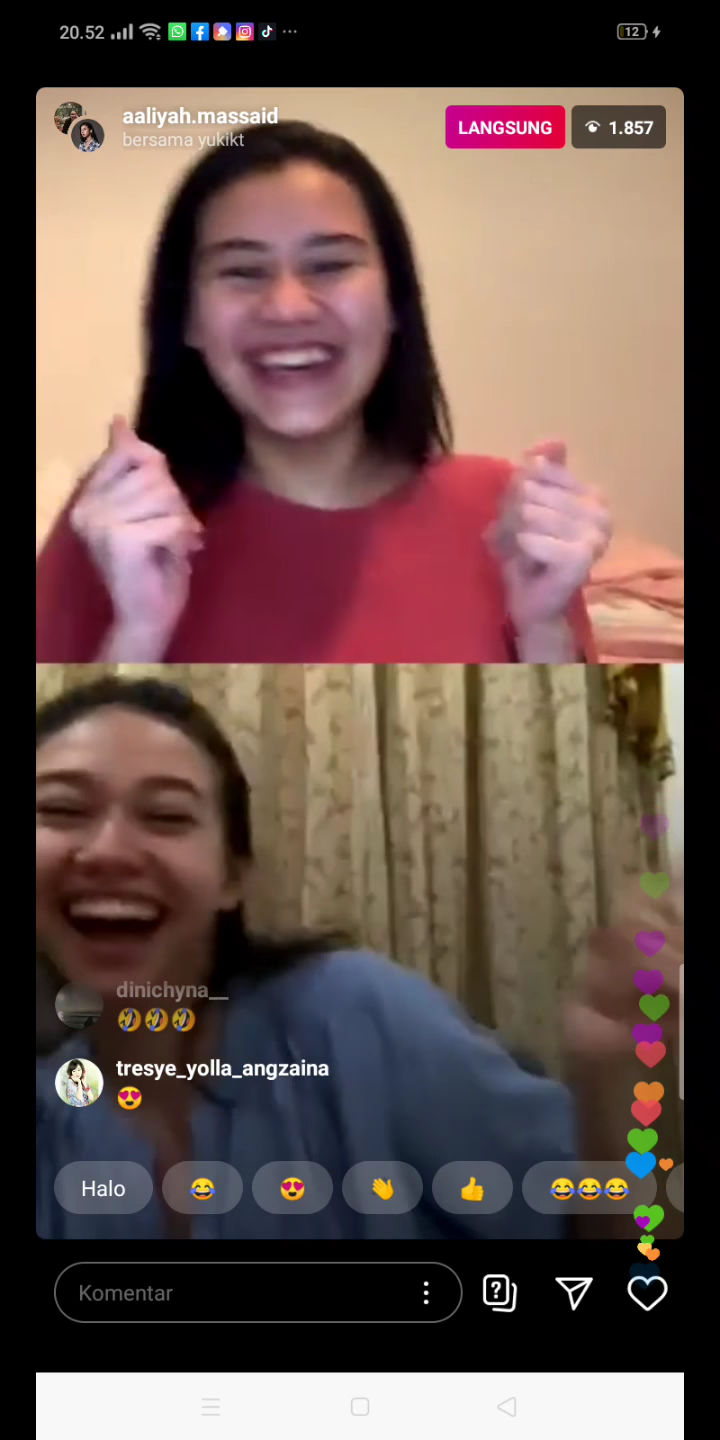 20.52
12
aaliyah.massaid
bersama yukikt
LANGSUNG
1.857
dinichyna__
🤣🤣🤣
tresye_yolla_angzaina
😍
Halo
😂
😍
👋
👍
😂😂😂
Komentar